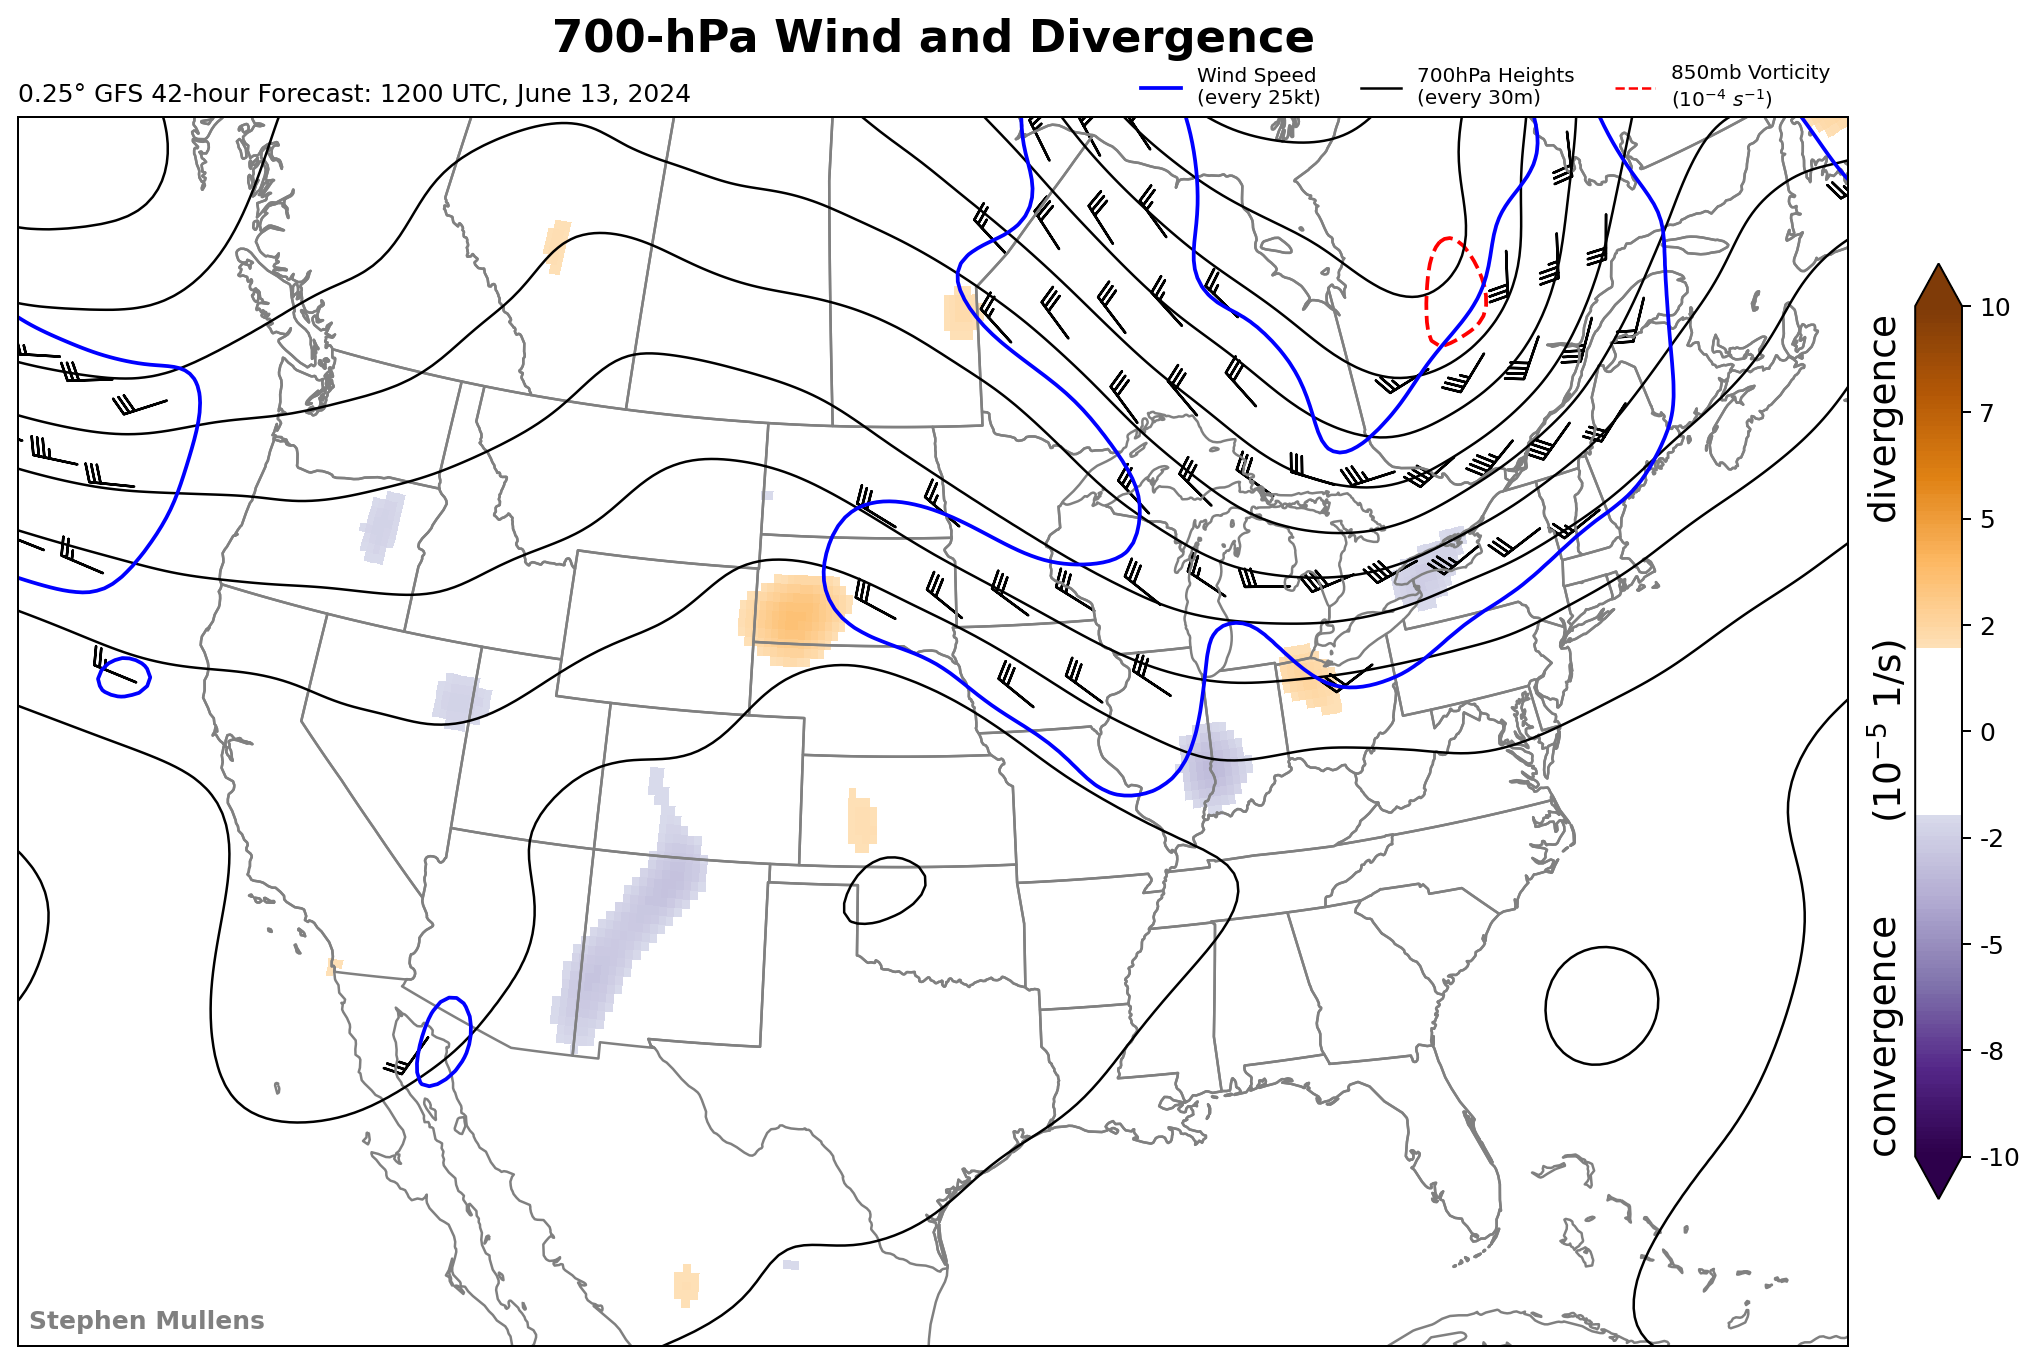 700-hPa Wind and Divergence
0.25° GFS 42-hour Forecast: 1200 UTC, June 13, 2024
Wind Speed
(every 25kt)
700hPa Heights
(every 30m)
850mb Vorticity
(10⁻⁴ s⁻¹)
10
7
5
2
0
-2
-5
-8
-10
convergence (10⁻⁵ 1/s) divergence
Stephen Mullens